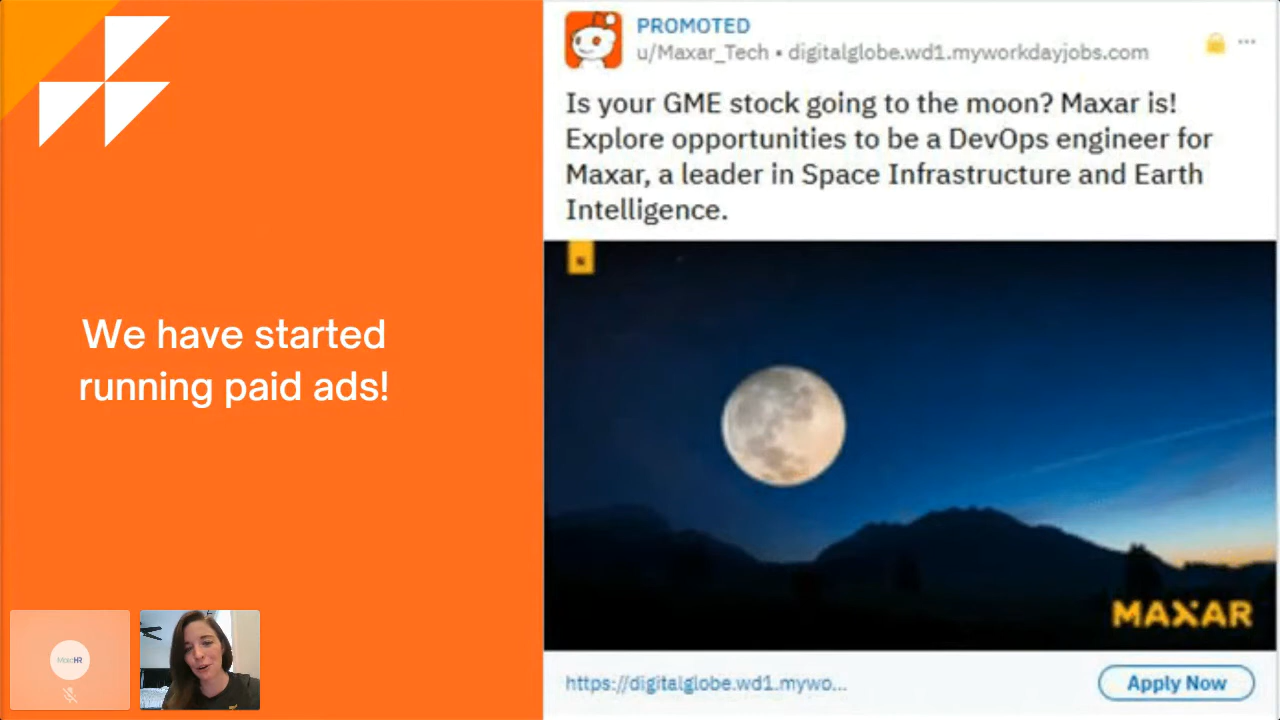 PROMOTED
u/Maxar_Tech • digitalglobe.wd1.myworkdayjobs.com
Is your GME stock going to the moon? Maxar is!
Explore opportunities to be a DevOps engineer for
Maxar, a leader in Space Infrastructure and Earth
Intelligence.
We have started
running paid ads!
MAXAR
https://digitalglobe.wd1.mywo...
Apply Now